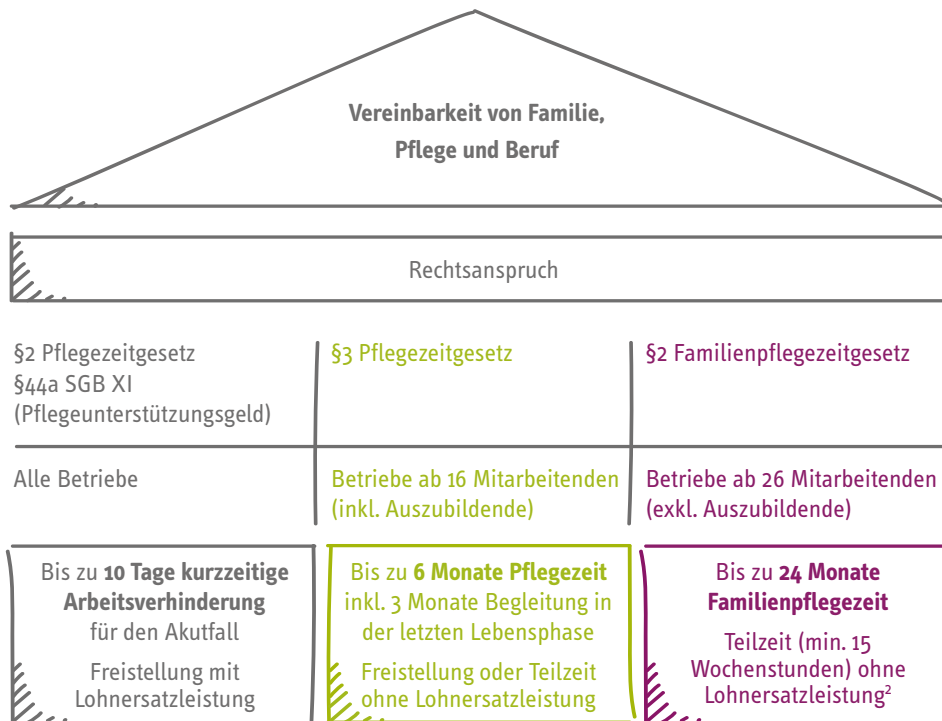 Vereinbarkeit von Familie,
Pflege und Beruf
Rechtsanspruch
§2 Pflegezeitgesetz
§44a SGB XI
(Pflegeunterstützungsgeld)
§3 Pflegezeitgesetz
§2 Familienpflegezeitgesetz
Alle Betriebe
Betriebe ab 16 Mitarbeitenden
(inkl. Auszubildende)
Betriebe ab 26 Mitarbeitenden
(exkl. Auszubildende)
Bis zu 10 Tage kurzzeitige
Arbeitsverhinderung
für den Akutfall
Freistellung mit
Lohnersatzleistung
Bis zu 6 Monate Pflegezeit
inkl. 3 Monate Begleitung in
der letzten Lebensphase
Freistellung oder Teilzeit
ohne Lohnersatzleistung
Bis zu 24 Monate
Familienpflegezeit
Teilzeit (min. 15
Wochenstunden) ohne
Lohnersatzleistung²